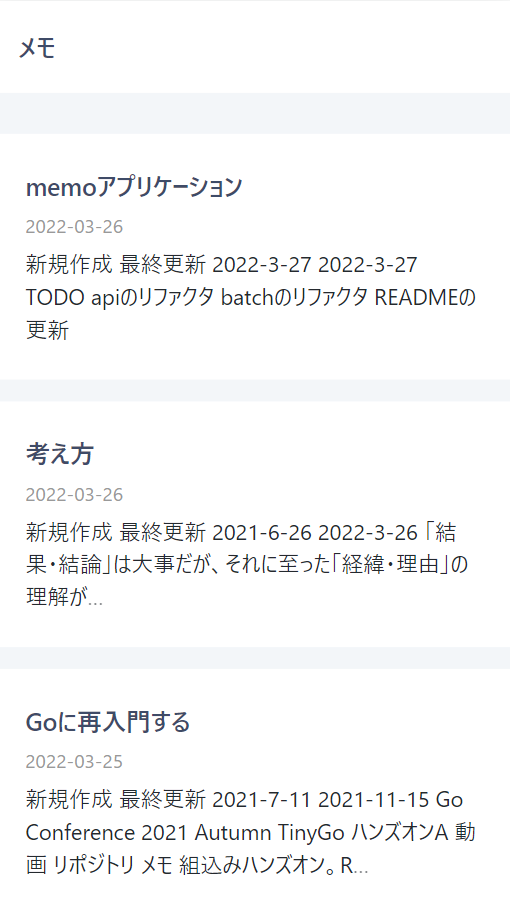 メモ
memoアプリケーション
2022-03-26
新規作成 最終更新 2022-3-27 2022-3-27
TODO apiのリファクタ batchのリファクタ READMEの
更新
考え方
2022-03-26
新規作成 最終更新 2021-6-26 2022-3-26 「結
果・結論」は大事だが、それに至った「経緯・理由」の
理解が...
Goに再入門する
2022-03-25
新規作成 最終更新 2021-7-11 2021-11-15 Go
Conference 2021 Autumn TinyGo ハンズオンA 動
画 リポジトリ メモ 組込みハンズオン。R...